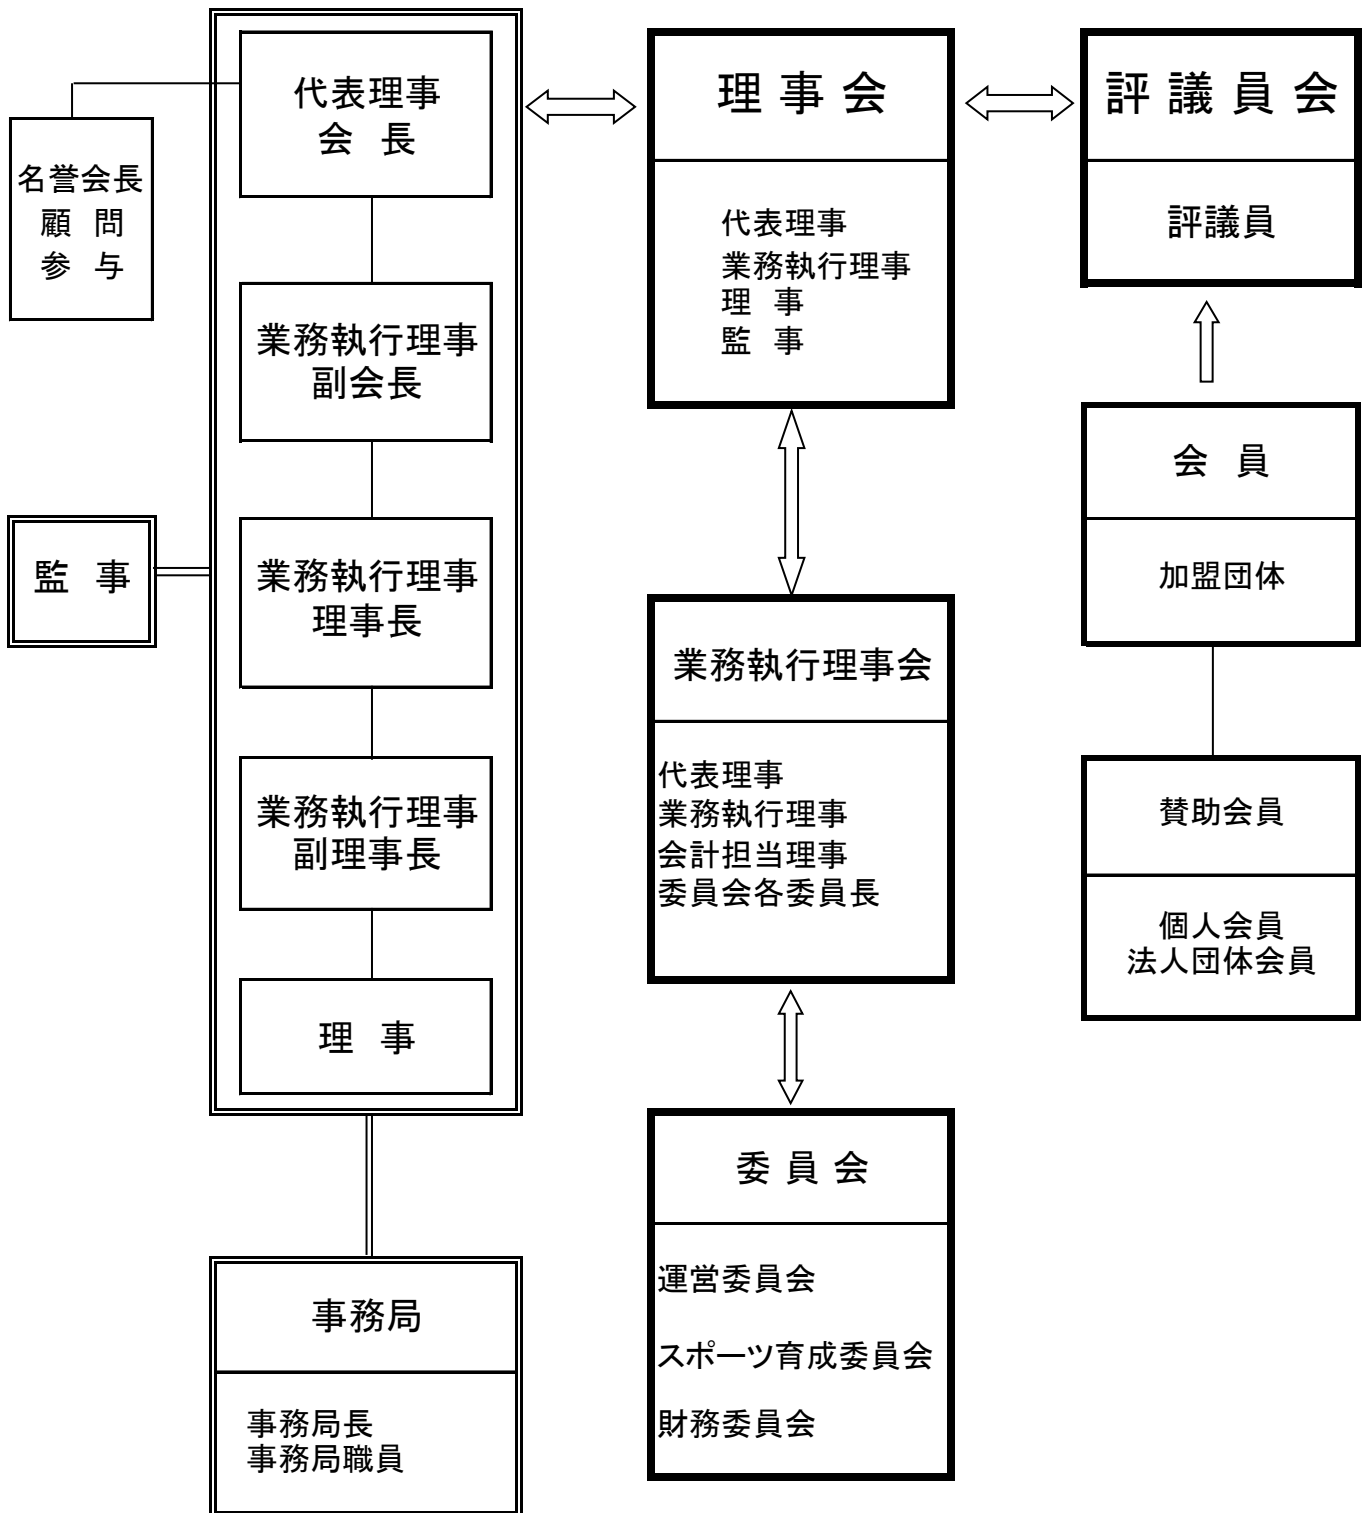 代表理事
会 長
名誉会長
顧 問
参 与
業務執行理事
副会長
監 事
業務執行理事
理事長
業務執行理事
副理事長
理 事
事務局
事務局長
事務局職員
理 事 会
代表理事
業務執行理事
理 事
監 事
業務執行理事会
代表理事
業務執行理事
会計担当理事
委員会各委員長
委 員 会
運営委員会
スポーツ育成委員会
財務委員会
評 議 員 会
評議員
会 員
加盟団体
賛助会員
個人会員
法人団体会員